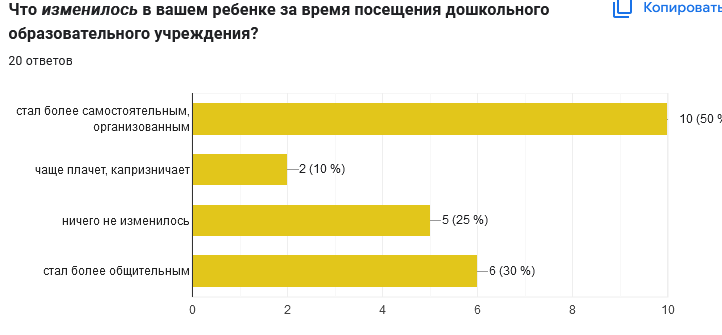 Что изменилось в вашем ребенке за время посещения дошкольного
образовательного учреждения?
Копировать
20 ответов
стал более самостоятельным,
организованным
10 (50 %
чаще плачет, капризничает
2 (10 %)
ничего не изменилось
5 (25 %)
стал более общительным
6 (30 %)
0 2 4 6 8 10